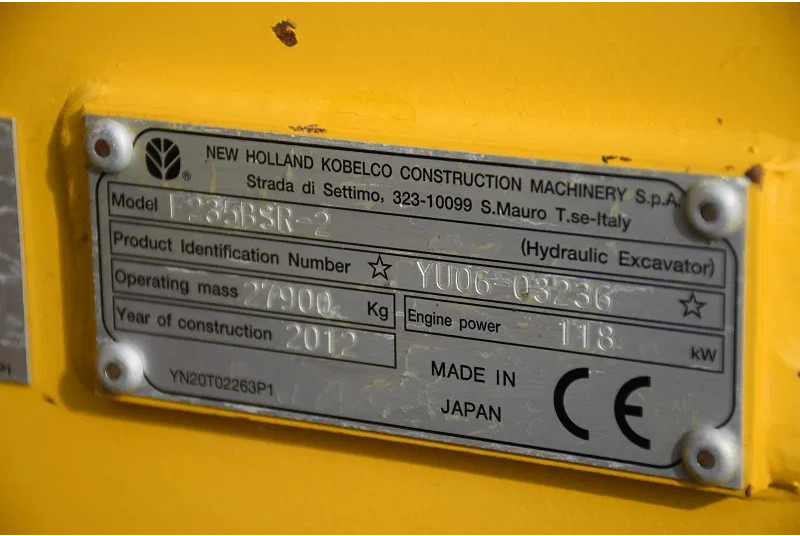 NEW HOLLAND KOBELCO CONSTRUCTION MACHINERY S.p.A.
Strada di Settimo, 323-10099 S.Mauro T.se-Italy
®
Model E235BSR-2 (Hydraulic Excavator)
Product Identification Number ☆ YU06-03236 ☆
Operating mass 27900 Kg
Engine power 118 kW
Year of construction 2012
MADE IN
JAPAN
CE
YN20T02263P1